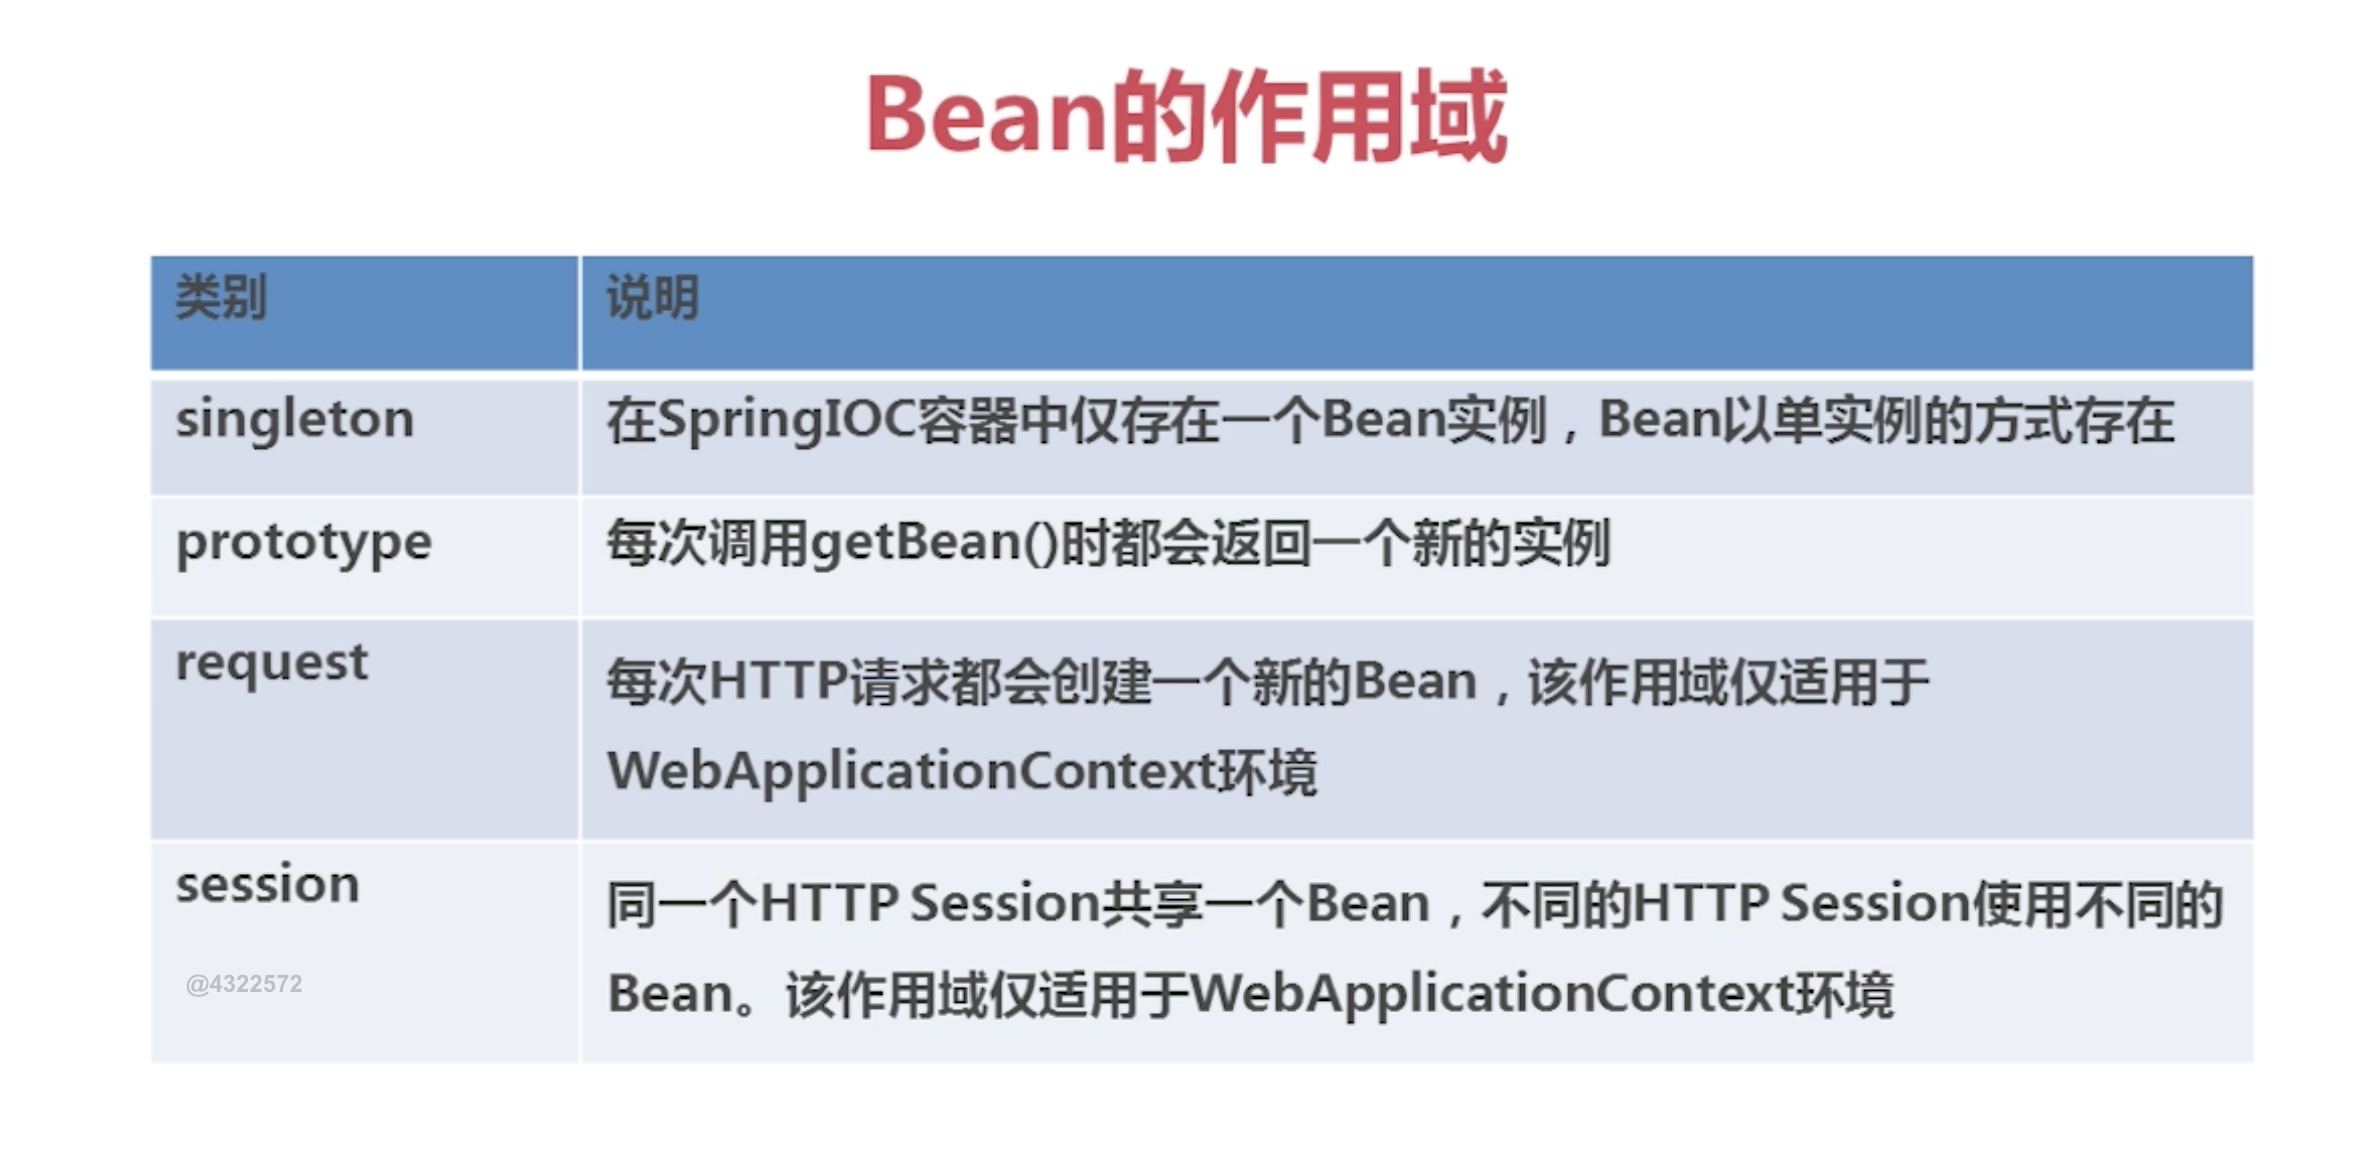 Bean的作用域
类别
说明
singleton
在SpringIOC容器中仅存在一个Bean实例，Bean以单实例的方式存在
prototype
每次调用getBean()时都会返回一个新的实例
request
每次HTTP请求都会创建一个新的Bean，该作用域仅适用于
WebApplicationContext环境
session
同一个HTTP Session共享一个Bean，不同的HTTP Session使用不同的
Bean。该作用域仅适用于WebApplicationContext环境
@4322572